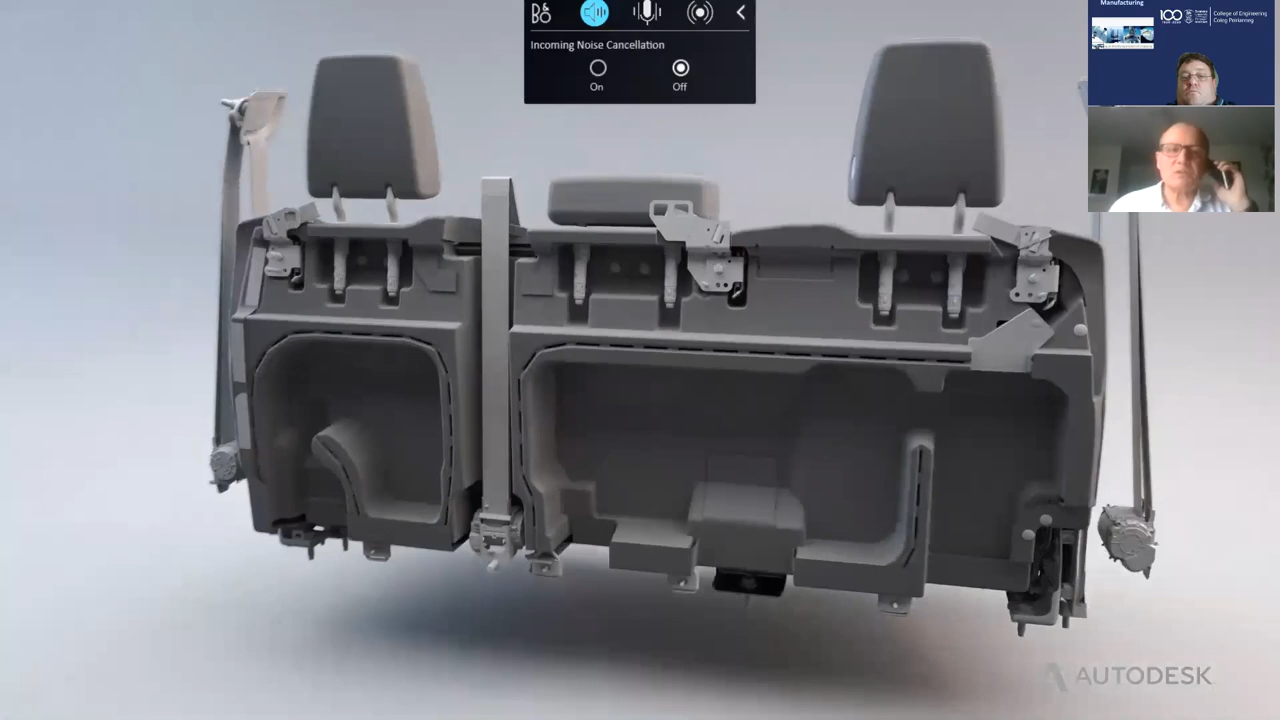 B&O
Incoming Noise Cancellation
On
Off
Manufacturing
100
College of Engineering
Coleg Peirianneg
AUTODESK